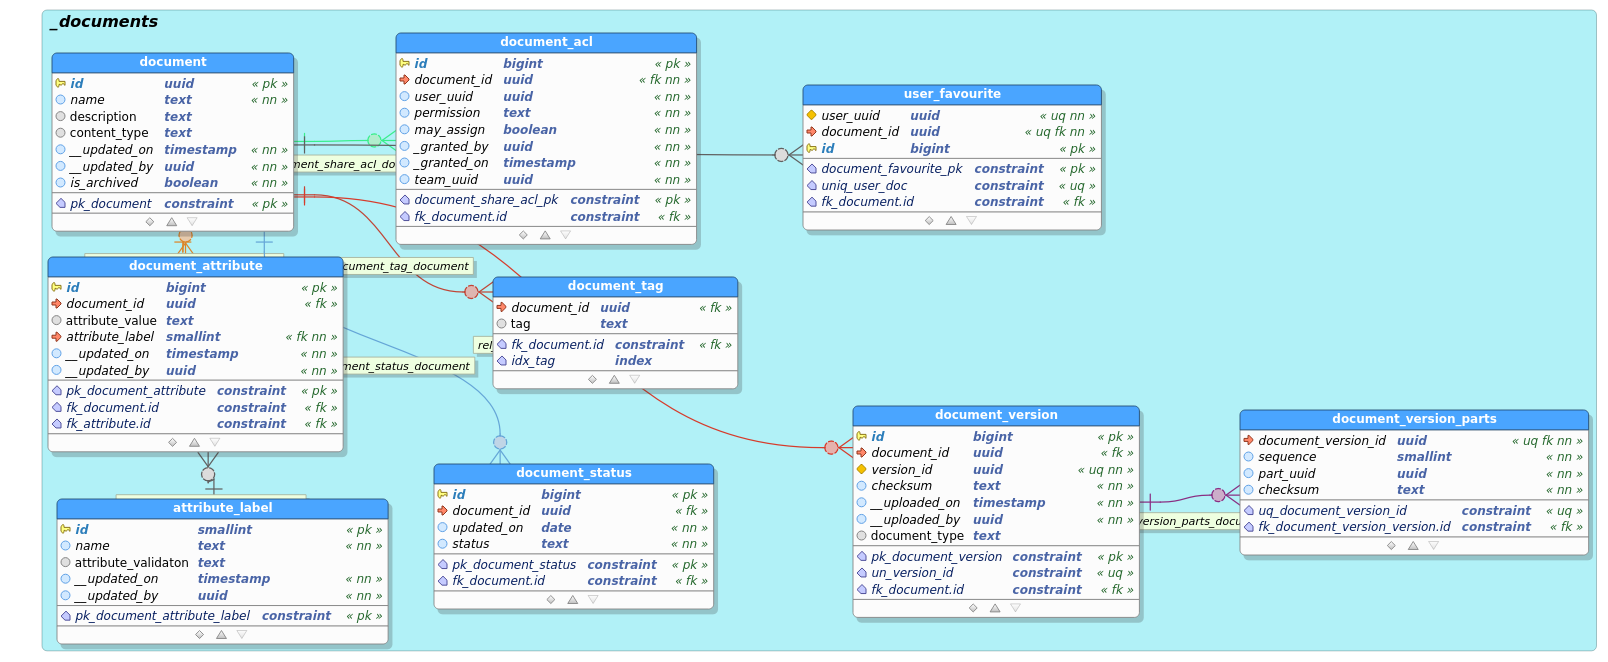 _documents
document
id uuid « pk »
name text « nn »
description text
content_type text
__updated_on timestamp « nn »
__updated_by uuid « nn »
is_archived boolean « nn »
pk_document constraint « pk »
document_acl
id bigint « pk »
document_id uuid « fk nn »
user_uuid uuid « nn »
permission text « nn »
may_assign boolean « nn »
_granted_by uuid « nn »
_granted_on timestamp « nn »
team_uuid uuid « nn »
document_share_acl_pk constraint « pk »
fk_document.id constraint « fk »
ment_share_acl_do
user_favourite
user_uuid uuid « uq nn »
document_id uuid « uq fk nn »
id bigint « pk »
document_favourite_pk constraint « pk »
uniq_user_doc constraint « uq »
fk_document.id constraint « fk »
document_attribute
id bigint « pk »
document_id uuid « fk »
attribute_value text
attribute_label smallint « fk nn »
__updated_on timestamp « nn »
__updated_by uuid « nn »
pk_document_attribute constraint « pk »
fk_document.id constraint « fk »
fk_attribute.id constraint « fk »
cument_tag_document
document_tag
document_id uuid « fk »
tag text
fk_document.id constraint « fk »
idx_tag index
rel
ment_status_document
attribute_label
id smallint « pk »
name text « nn »
attribute_validaton text
__updated_on timestamp « nn »
__updated_by uuid « nn »
pk_document_attribute_label constraint « pk »
document_status
id bigint « pk »
document_id uuid « fk »
updated_on date « nn »
status text « nn »
pk_document_status constraint « pk »
fk_document.id constraint « fk »
document_version
id bigint « pk »
document_id uuid « fk »
version_id uuid « uq nn »
checksum text « nn »
__uploaded_on timestamp « nn »
__uploaded_by uuid « nn »
document_type text
pk_document_version constraint « pk »
un_version_id constraint « uq »
fk_document.id constraint « fk »
version_parts_docu
document_version_parts
document_version_id uuid « uq fk nn »
sequence smallint « nn »
part_uuid uuid « nn »
checksum text « nn »
uq_document_version_id constraint « uq »
fk_document_version_version.id constraint « fk »